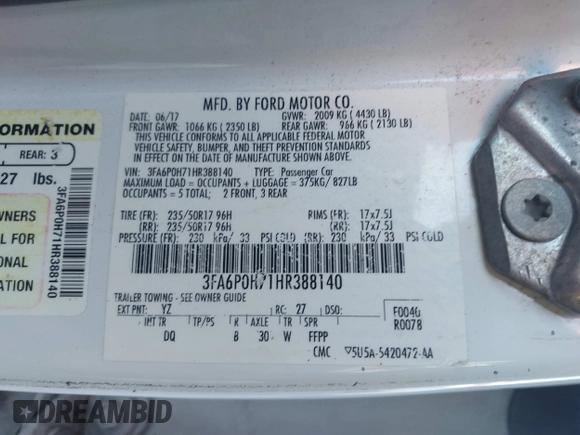 MFD. BY FORD MOTOR CO.
DATE: 06/17 GVWR: 2009 KG ( 4430 LB)
FRONT GAWR: 1066 KG ( 2350 LB) REAR GAWR: 966 KG ( 2130 LB)
THIS VEHICLE CONFORMS TO ALL APPLICABLE FEDERAL MOTOR
VEHICLE SAFETY, BUMPER, AND THEFT PREVENTION STANDARDS IN
EFFECT ON THE DATE OF MANUFACTURE SHOWN ABOVE.
VIN: 3FA6P0H71HR388140 TYPE: Passenger Car
MAXIMUM LOAD = OCCUPANTS + LUGGAGE = 375KG/ 827LB
OCCUPANTS = 5 TOTAL; 2 FRONT, 3 REAR
TIRE (FR): 235/50R17 96H RIMS (FR): 17x7.5J
(RR): 235/50R17 96H (RR): 17x7.5J
PRESSURE (FR): 230 kPa/ 33 PSI COLD (RR): 230 kPa/ 33 PSI COLD
3FA6P0H71HR388140
TRAILER TOWING - SEE OWNER GUIDE
EXT PNT: YZ RC: 27 DSO: F0040
INT TR TP/PS R AXLE TR SPR R0078
DQ B 30 W FFPP
CMC ▽5U5A-5420472-AA
FORMATION
REAR: 3
27 lbs.
OWNERS
L FOR
ONAL
ATION
3FA6P0H71HR388140
DREAMBID